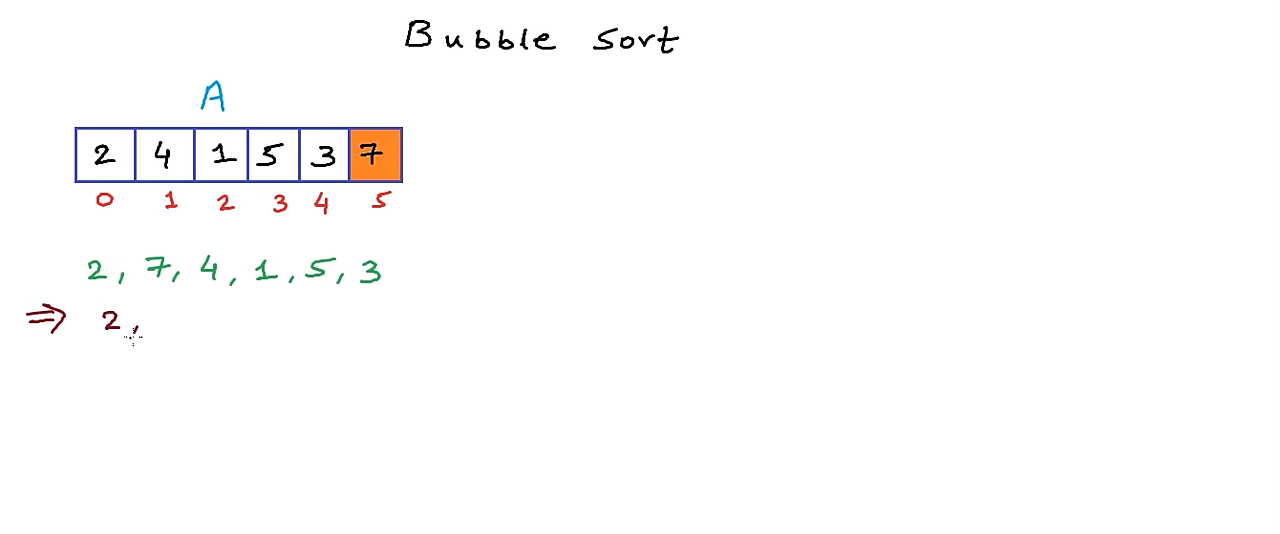 Bubble Sort
A
2 4 1 5 3 7
0 1 2 3 4 5
2, 7, 4, 1, 5, 3
⇒ 2,